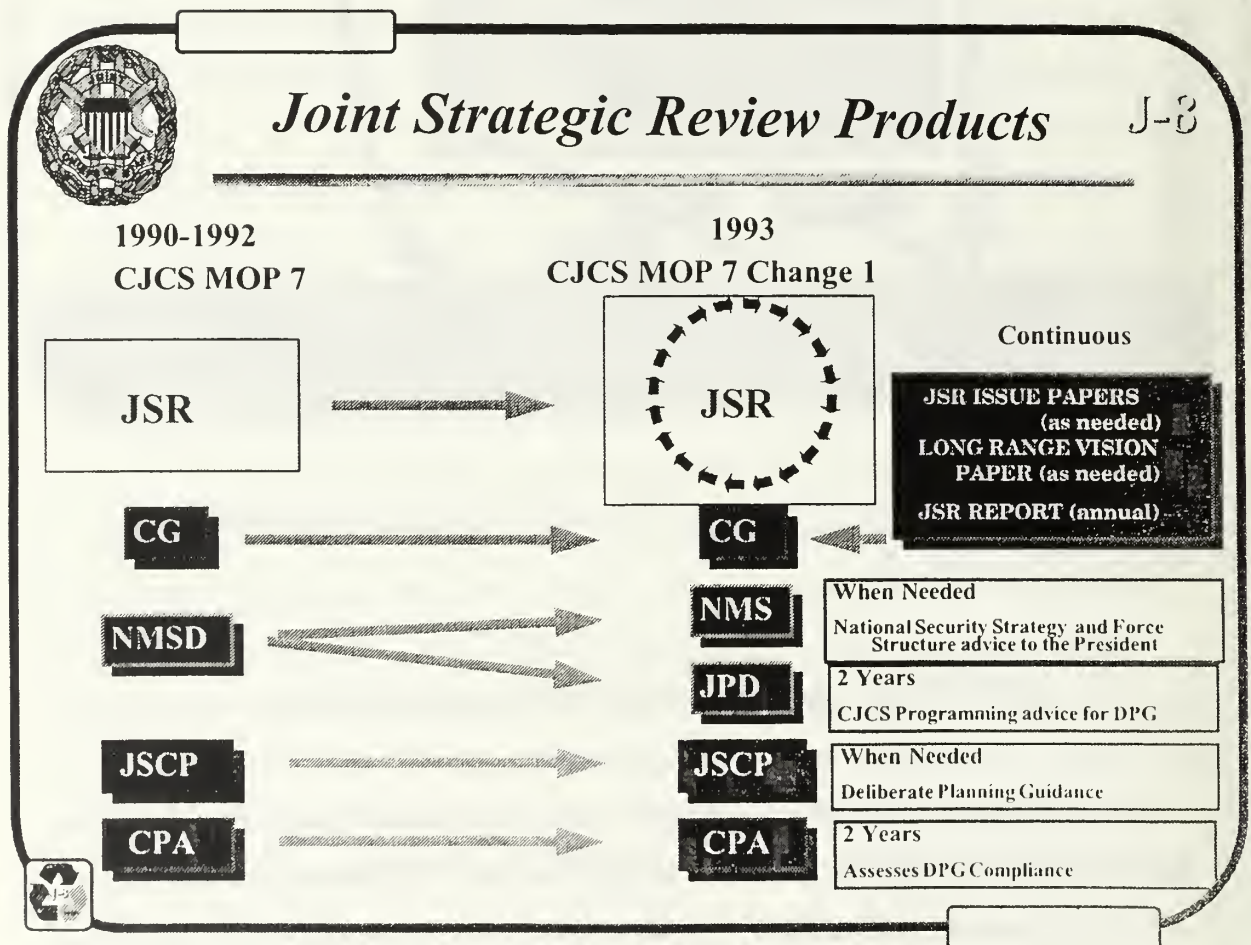 Joint Strategic Review Products
J-8
1990-1992
CJCS MOP 7
1993
CJCS MOP 7 Change 1
JSR
JSR
Continuous
JSR ISSUE PAPERS
(as needed)
LONG RANGE VISION
PAPER (as needed)
JSR REPORT (annual)
CG
CG
NMSD
NMS
When Needed
National Security Strategy and Force
Structure advice to the President
JPD
2 Years
CJCS Programming advice for DPG
JSCP
JSCP
When Needed
Deliberate Planning Guidance
CPA
CPA
2 Years
Assesses DPG Compliance